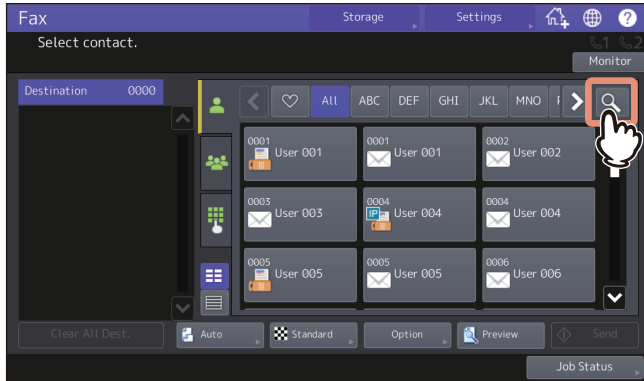 Fax Storage Settings ?
Select contact. 1 2
Monitor
Destination 0000
All ABC DEF GHI JKL MNO
0001 User 001
0001 User 001
0002 User 002
0003 User 003
0004 IP User 004
0004 User 004
0005 User 005
0005 User 005
0006 User 006
Clear All Dest. Auto Standard Option Preview Send
Job Status